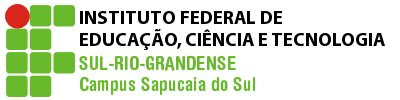 INSTITUTO FEDERAL DE
EDUCAÇÃO, CIÊNCIA E TECNOLOGIA
SUL-RIO-GRANDENSE
Campus Sapucaia do Sul